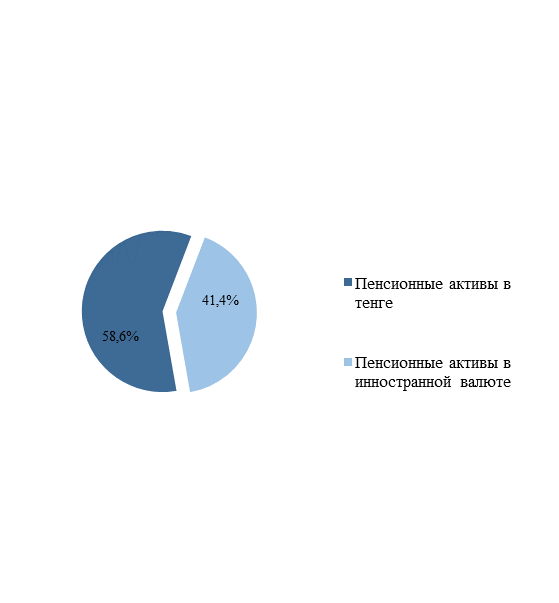 41,4%
58,6%
Пенсионные активы в
тенге
Пенсионные активы в
инностранной валюте